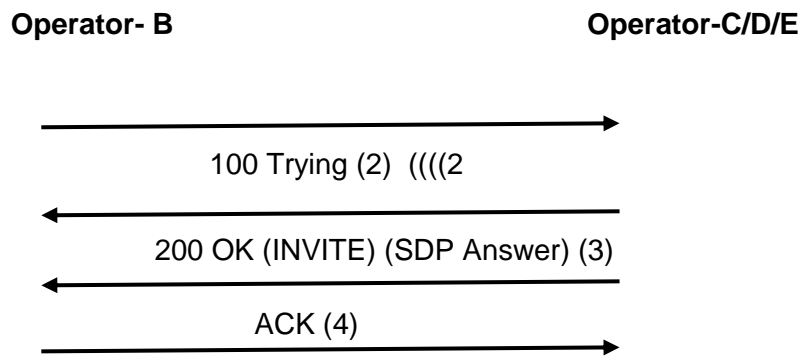 Operator- B Operator-C/D/E
100 Trying (2) ((((2
200 OK (INVITE) (SDP Answer) (3)
ACK (4)